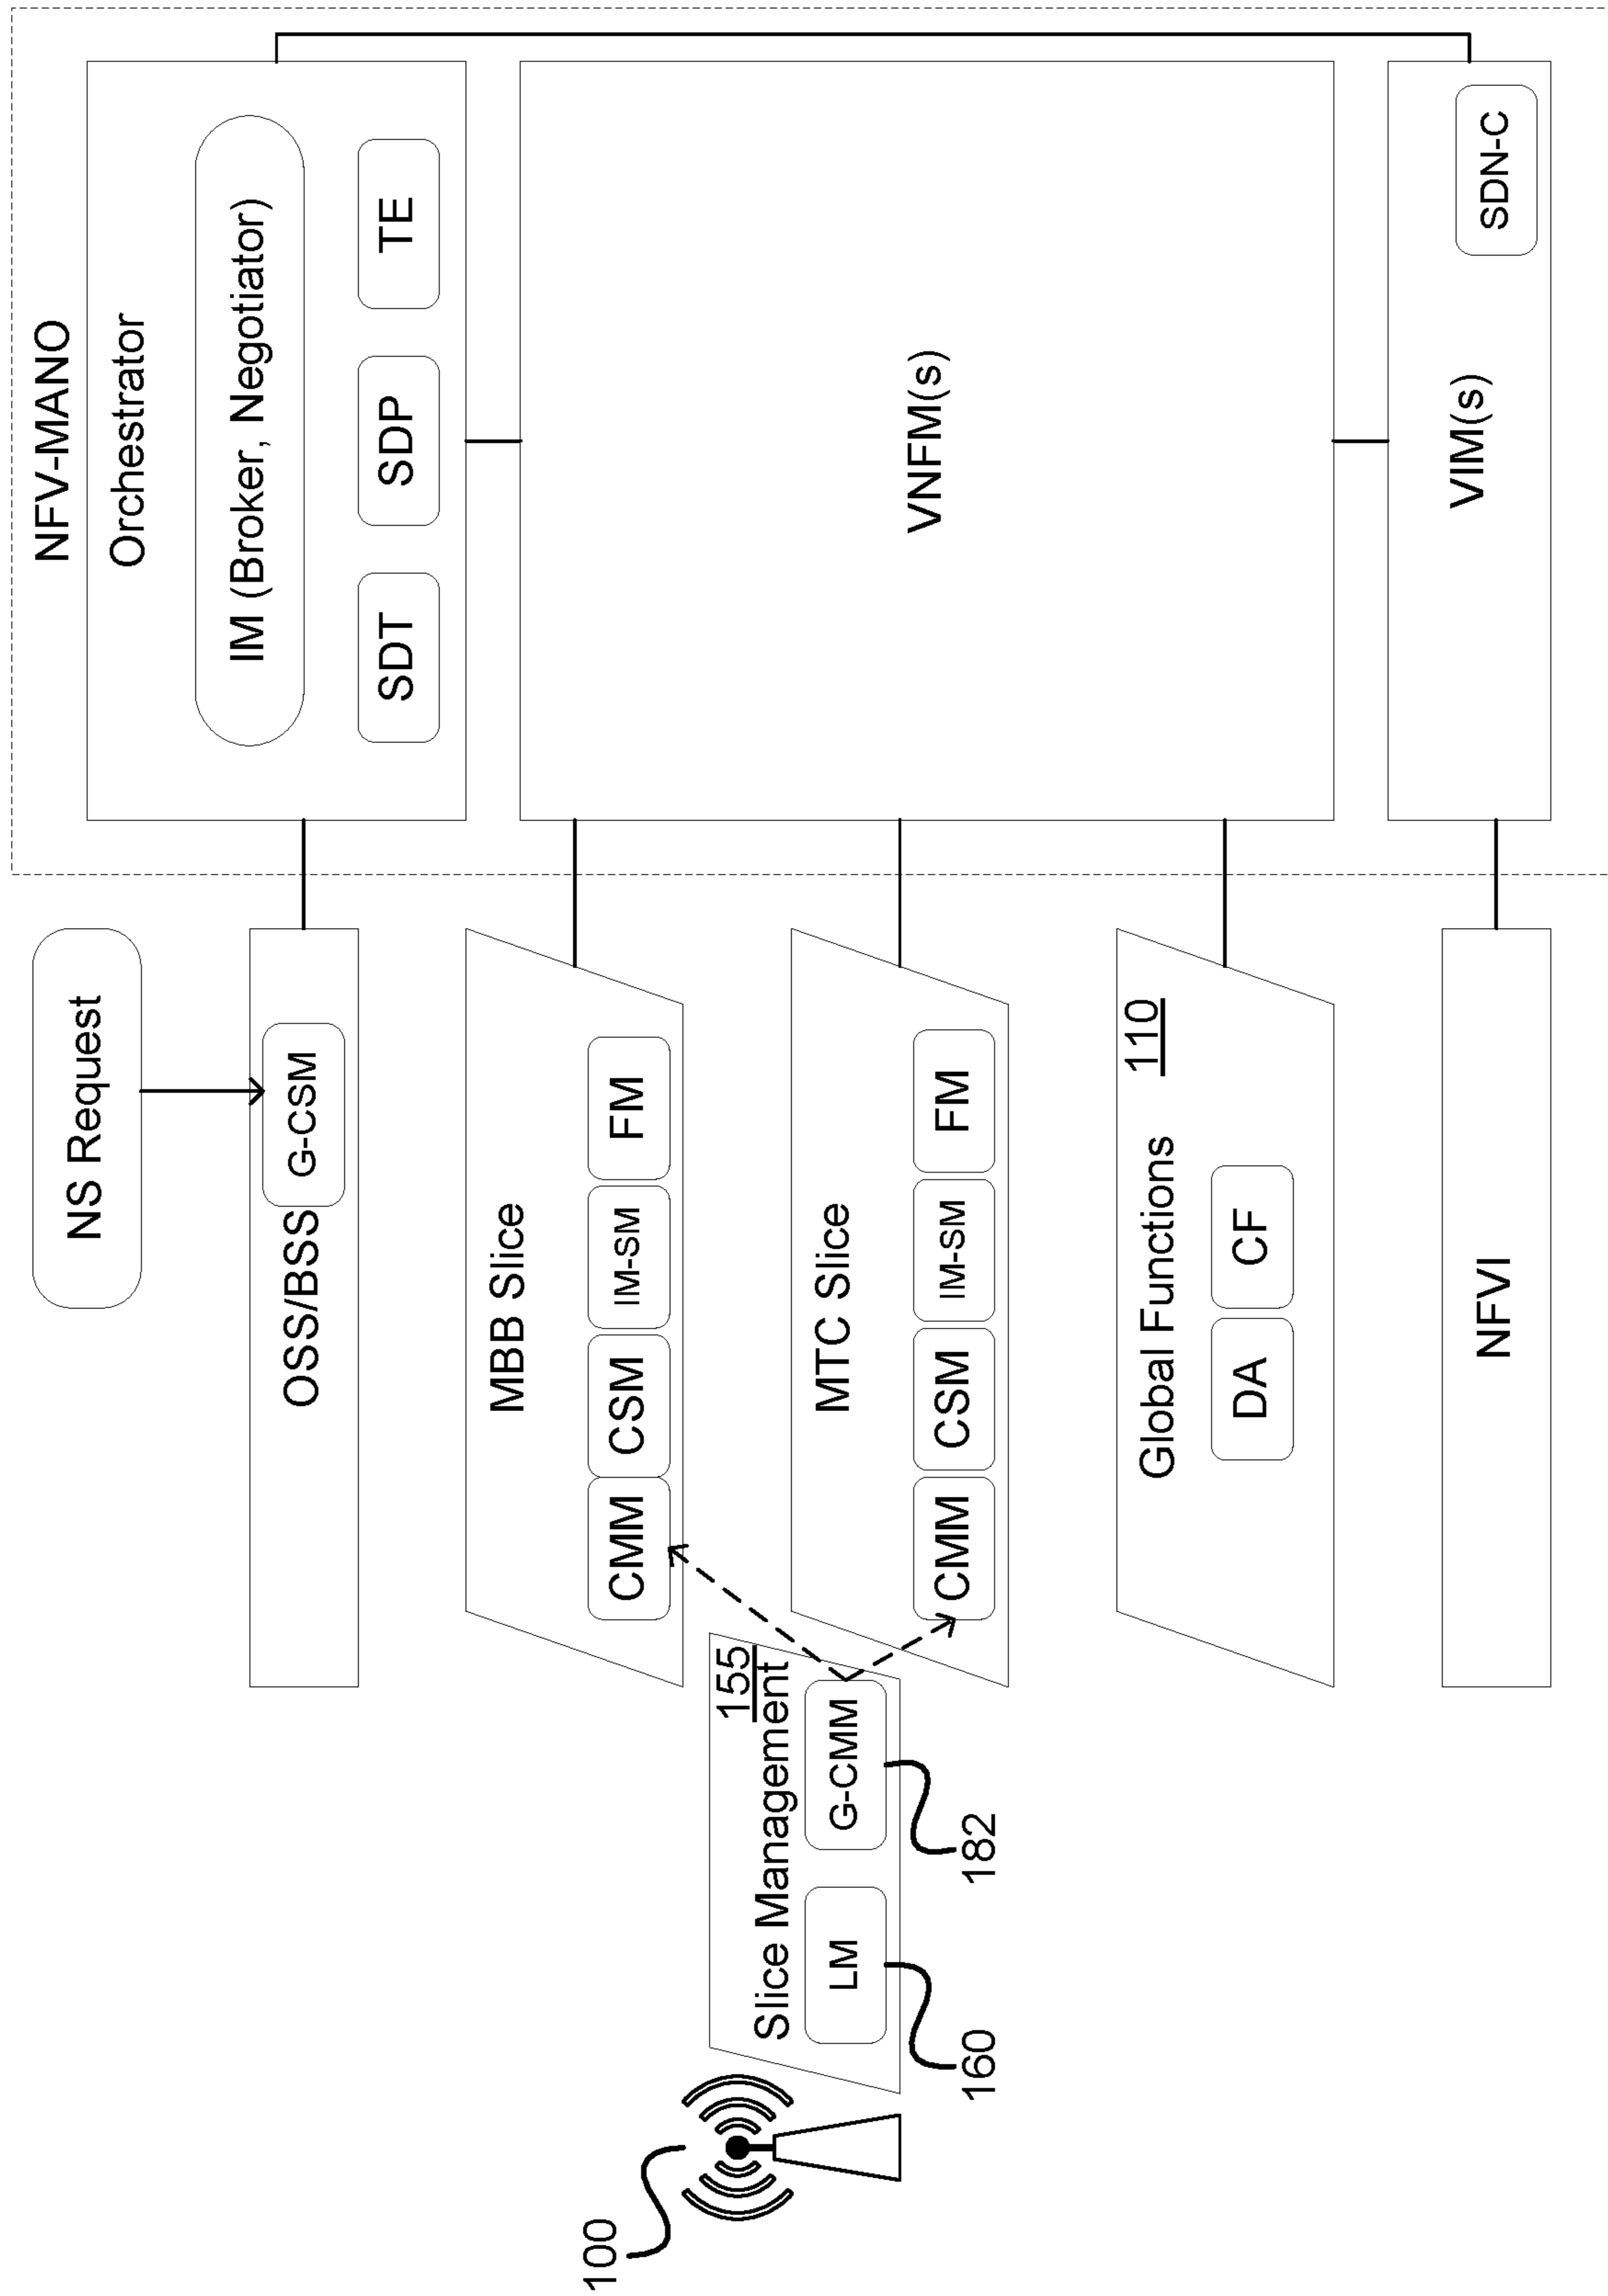 NFV-MANO
NS Request
Orchestrator
OSS/BSS
G-CSM
IM (Broker, Negotiator)
SDT
SDP
TE
MBB Slice
CMM
CSM
IM-SM
FM
100
155
Slice Management
LM
G-CMM
160
182
MTC Slice
CMM
CSM
IM-SM
FM
VNFM(s)
Global Functions
110
DA
CF
NFVI
VIM(s)
SDN-C